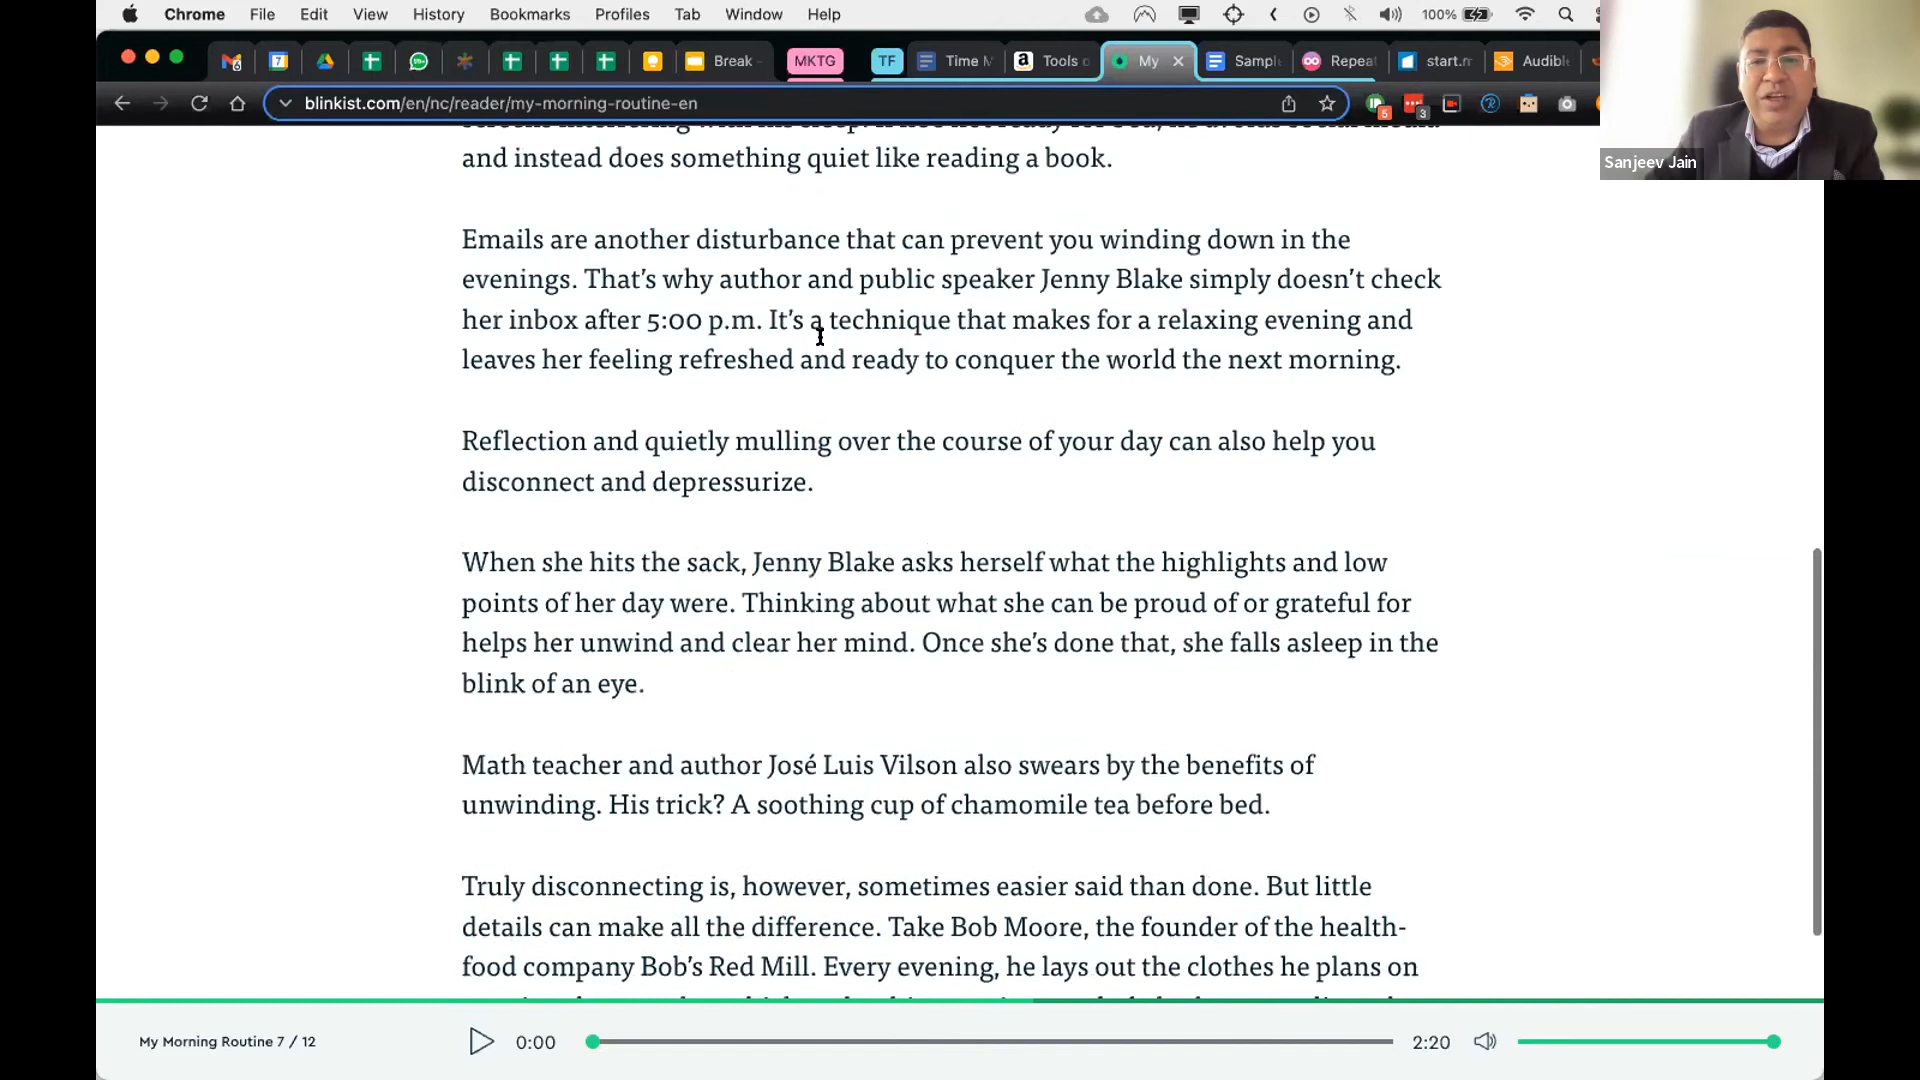 Chrome File Edit View History Bookmarks Profiles Tab Window Help 100%
Break - MKTG TF Time M Tools o My Sampl Repea start.m Audibl
blinkist.com/en/nc/reader/my-morning-routine-en 5 3
Sanjeev Jain
and instead does something quiet like reading a book.
Emails are another disturbance that can prevent you winding down in the
evenings. That’s why author and public speaker Jenny Blake simply doesn’t check
her inbox after 5:00 p.m. It’s a technique that makes for a relaxing evening and
leaves her feeling refreshed and ready to conquer the world the next morning.
Reflection and quietly mulling over the course of your day can also help you
disconnect and depressurize.
When she hits the sack, Jenny Blake asks herself what the highlights and low
points of her day were. Thinking about what she can be proud of or grateful for
helps her unwind and clear her mind. Once she’s done that, she falls asleep in the
blink of an eye.
Math teacher and author José Luis Vilson also swears by the benefits of
unwinding. His trick? A soothing cup of chamomile tea before bed.
Truly disconnecting is, however, sometimes easier said than done. But little
details can make all the difference. Take Bob Moore, the founder of the health-
food company Bob’s Red Mill. Every evening, he lays out the clothes he plans on
My Morning Routine 7 / 12 0:00 2:20